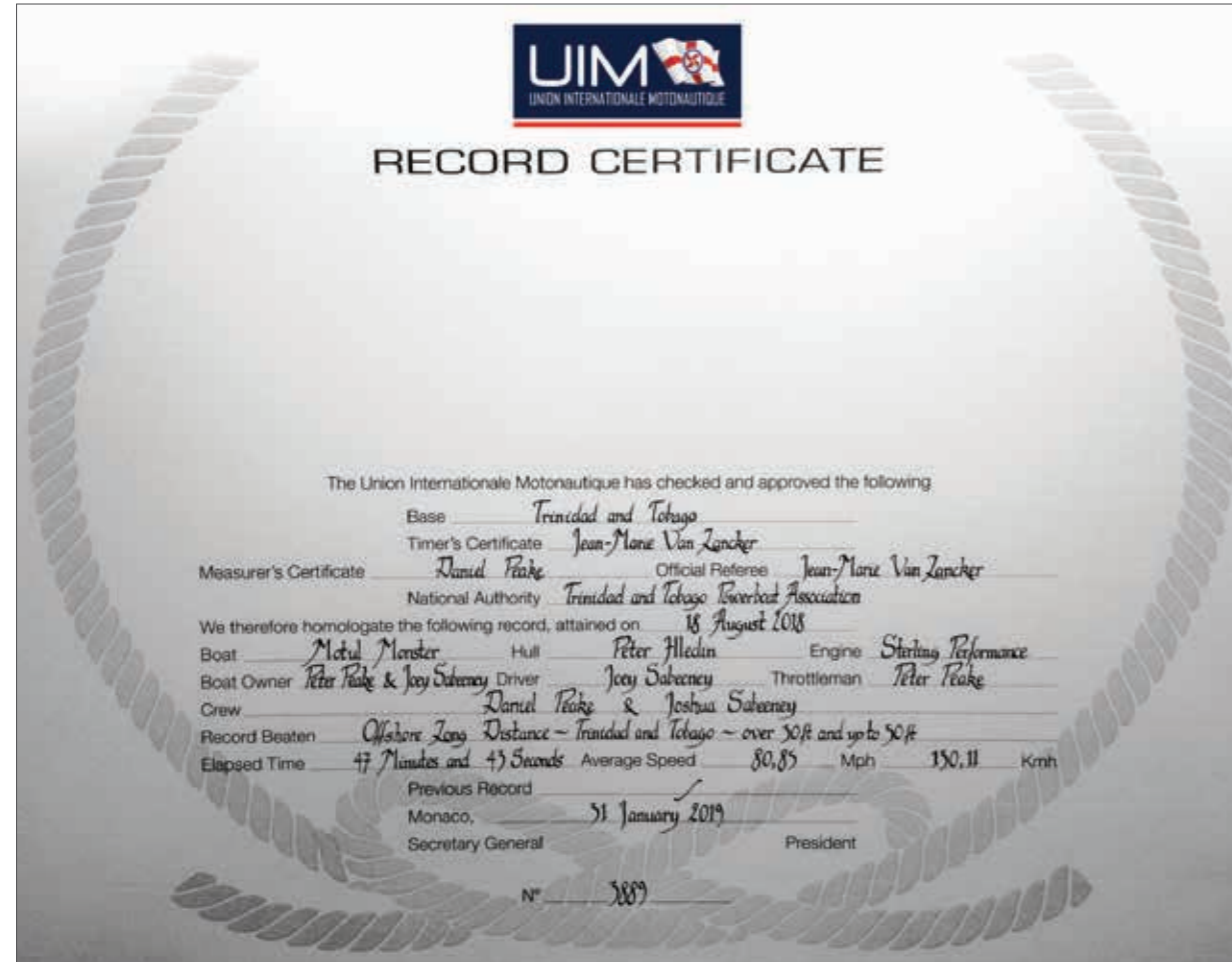 UIM
UNION INTERNATIONALE MOTONAUTIQUE
RECORD CERTIFICATE
The Union Internationale Motonautique has checked and approved the following
Base Trinidad and Tobago
Timer's Certificate Jean-Marie Van Lancker
Measurer's Certificate Daniel Peake Official Referee Jean-Marie Van Lancker
National Authority Trinidad and Tobago Powerboat Association
We therefore homologate the following record, attained on 18 August 2018
Boat Motul Monster Hull Peter Hledin Engine Sterling Performance
Boat Owner Peter Peake & Joey Sabeeney Driver Joey Sabeeney Throttleman Peter Peake
Crew Daniel Peake & Joshua Sabeeney
Record Beaten Offshore Long Distance ~ Trinidad and Tobago ~ over 30ft and upto 50ft
Elapsed Time 47 Minutes and 43 Seconds Average Speed 80,85 Mph 130,11 Kmh
Previous Record /
Monaco, 31 January 2019
Secretary General President
N° 3889